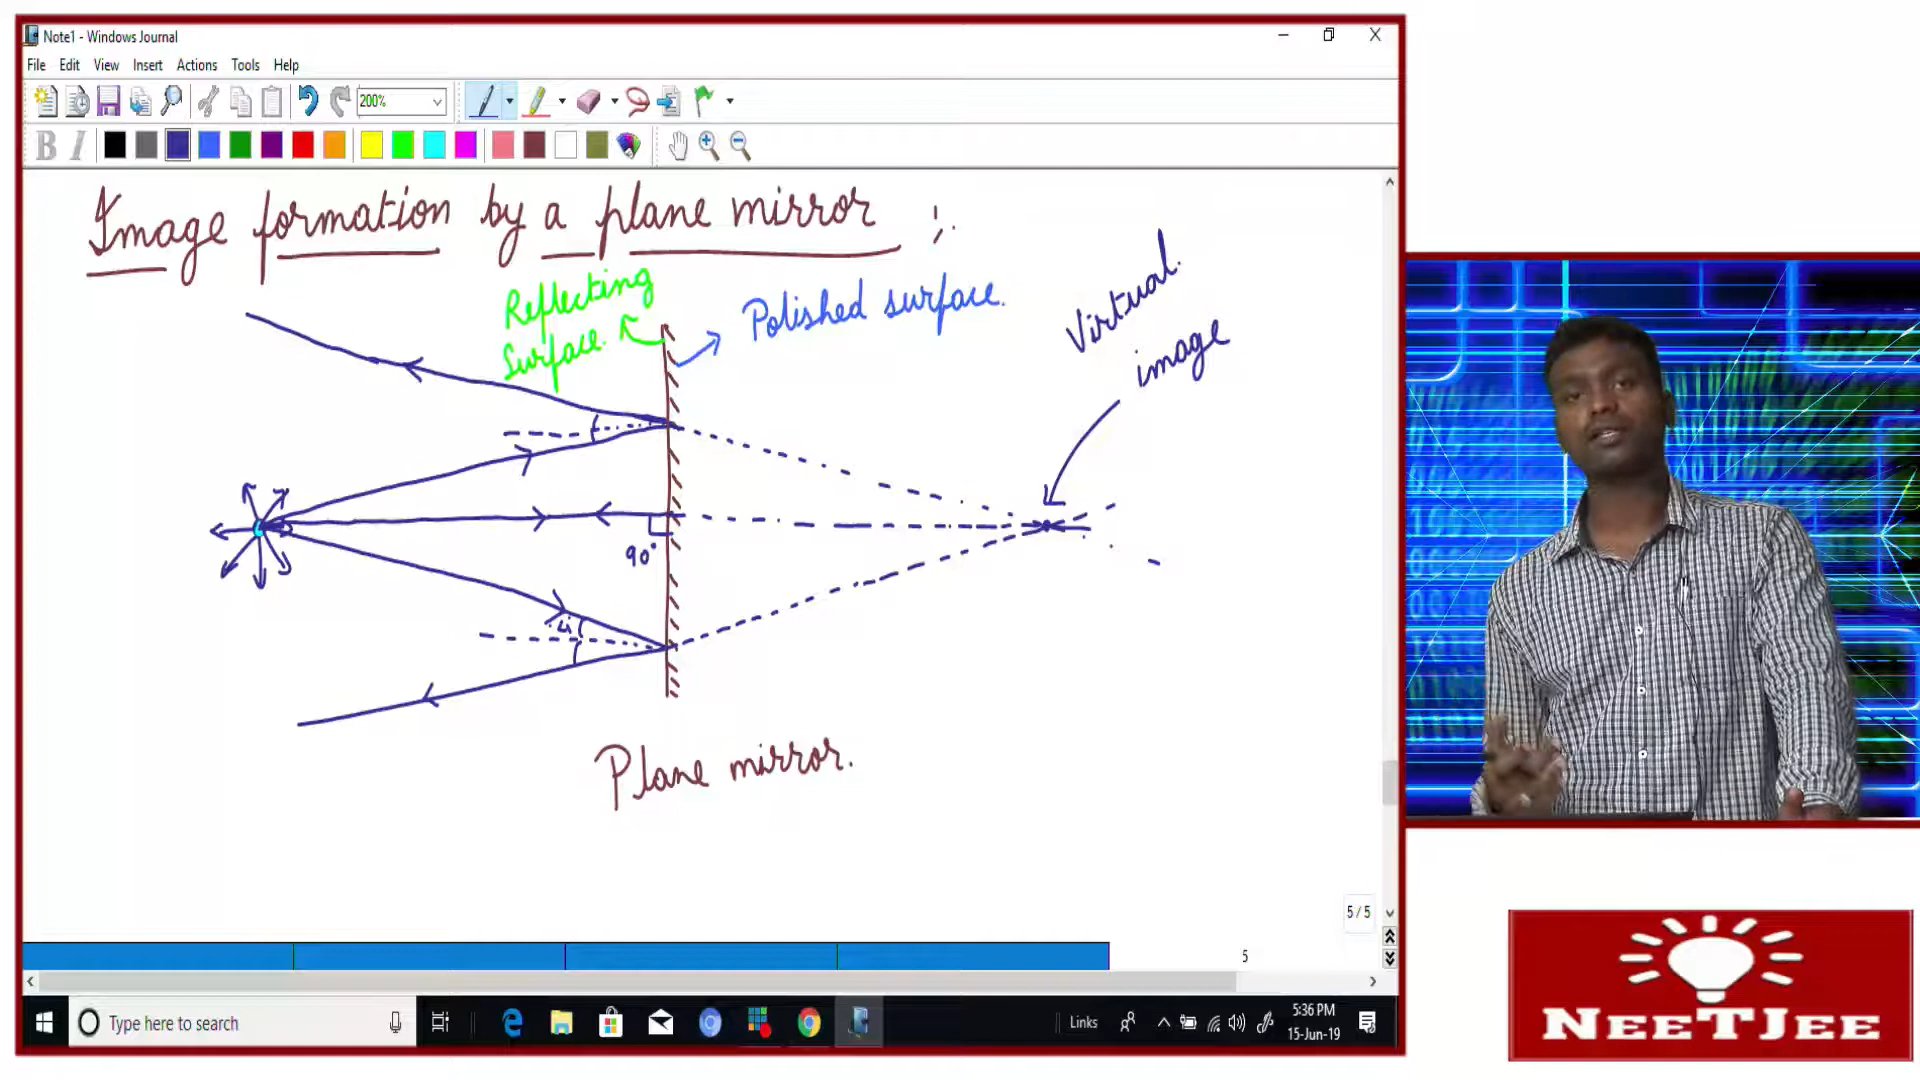 Note1 - Windows Journal
File Edit View Insert Actions Tools Help
200%
B I
Image formation by a plane mirror :
Reflecting
Surface.
Polished surface.
Virtual
image
90°
Plane mirror.
5 / 5
5
Type here to search
Links
5:36 PM
15-Jun-19
NEETJEE